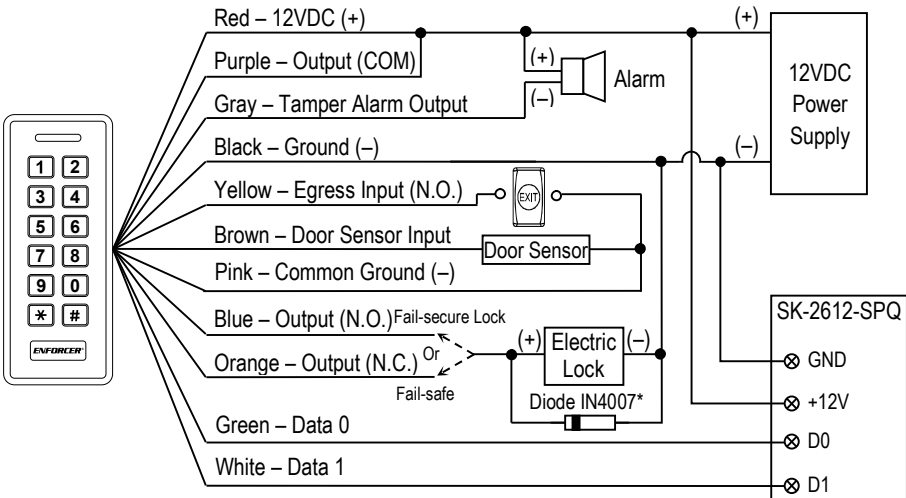 Red – 12VDC (+)
Purple – Output (COM)
Gray – Tamper Alarm Output
Black – Ground (–)
Yellow – Egress Input (N.O.)
Brown – Door Sensor Input
Pink – Common Ground (–)
Blue – Output (N.O.)
Orange – Output (N.C.)
Green – Data 0
White – Data 1
1 2
3 4
5 6
7 8
9 0
* #
ENFORCER
(+)
(–)
Alarm
EXIT
Door Sensor
Fail-secure Lock
Or
Fail-safe
(+)
Electric
Lock
(–)
Diode IN4007*
(+)
12VDC
Power
Supply
(–)
SK-2612-SPQ
GND
+12V
D0
D1